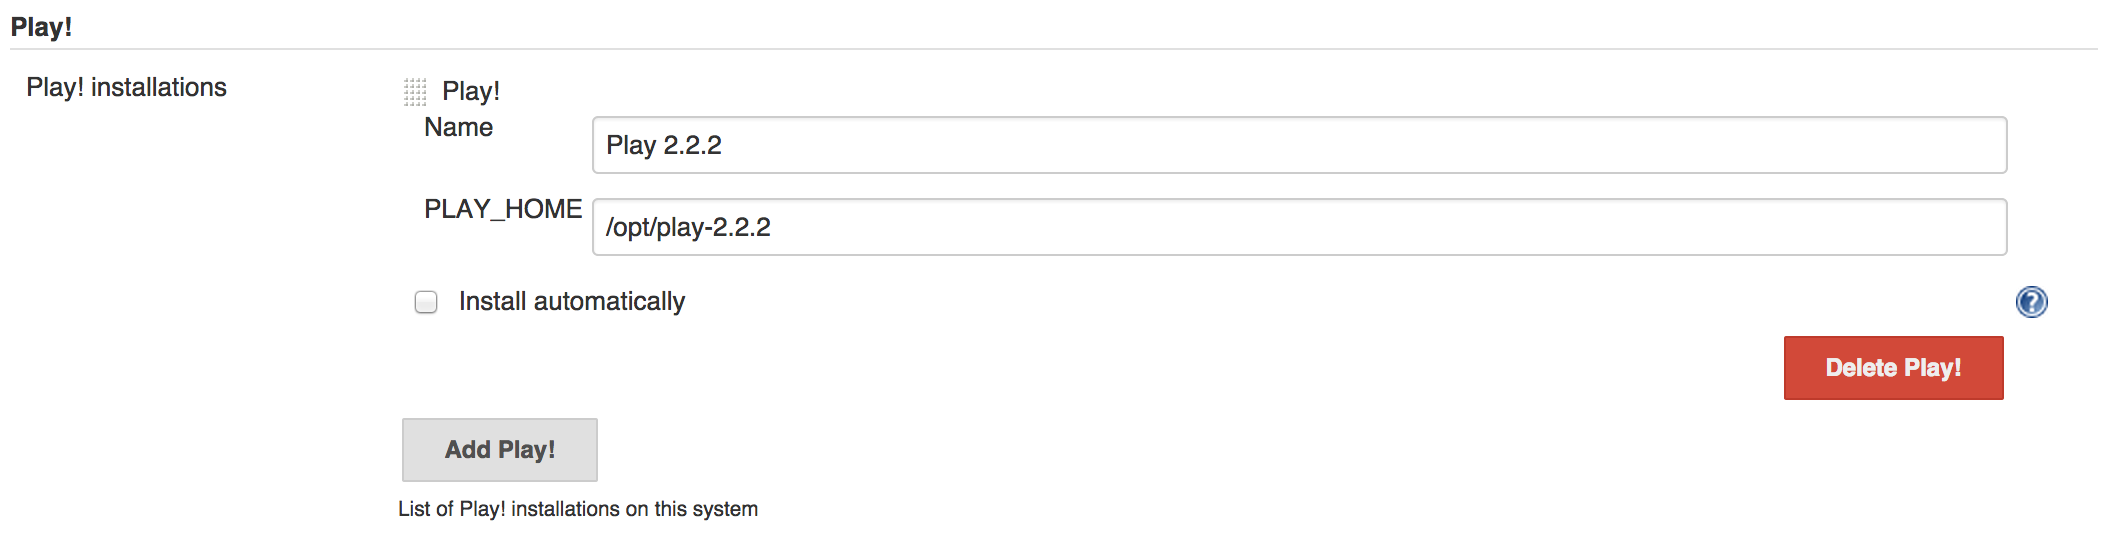 Play!
Play! installations
Play!
Name
Play 2.2.2
PLAY_HOME
/opt/play-2.2.2
Install automatically
?
Delete Play!
Add Play!
List of Play! installations on this system